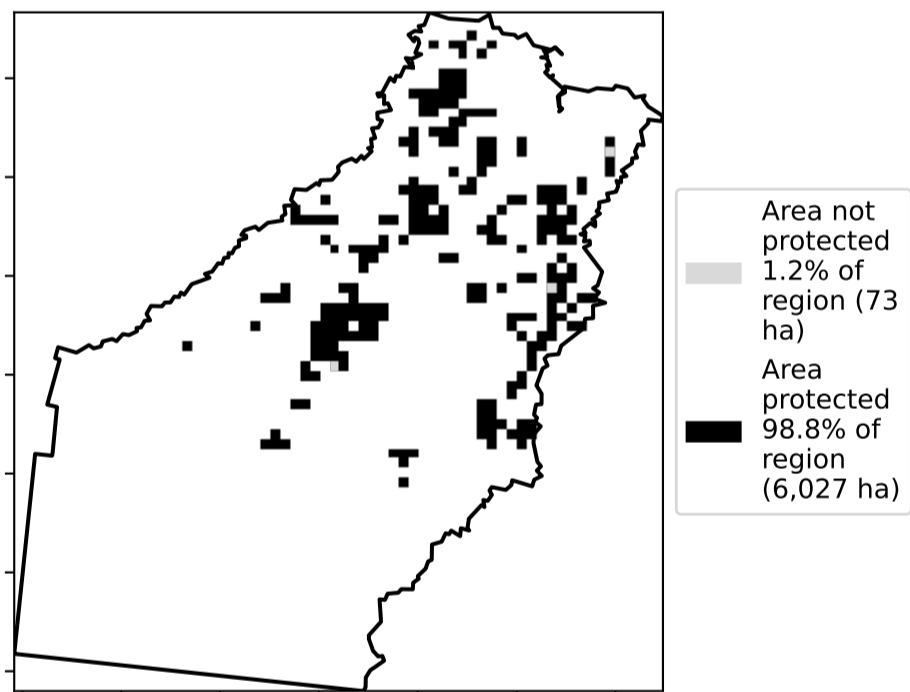 Area not
protected
1.2% of
region (73
ha)
Area
protected
98.8% of
region
(6,027 ha)